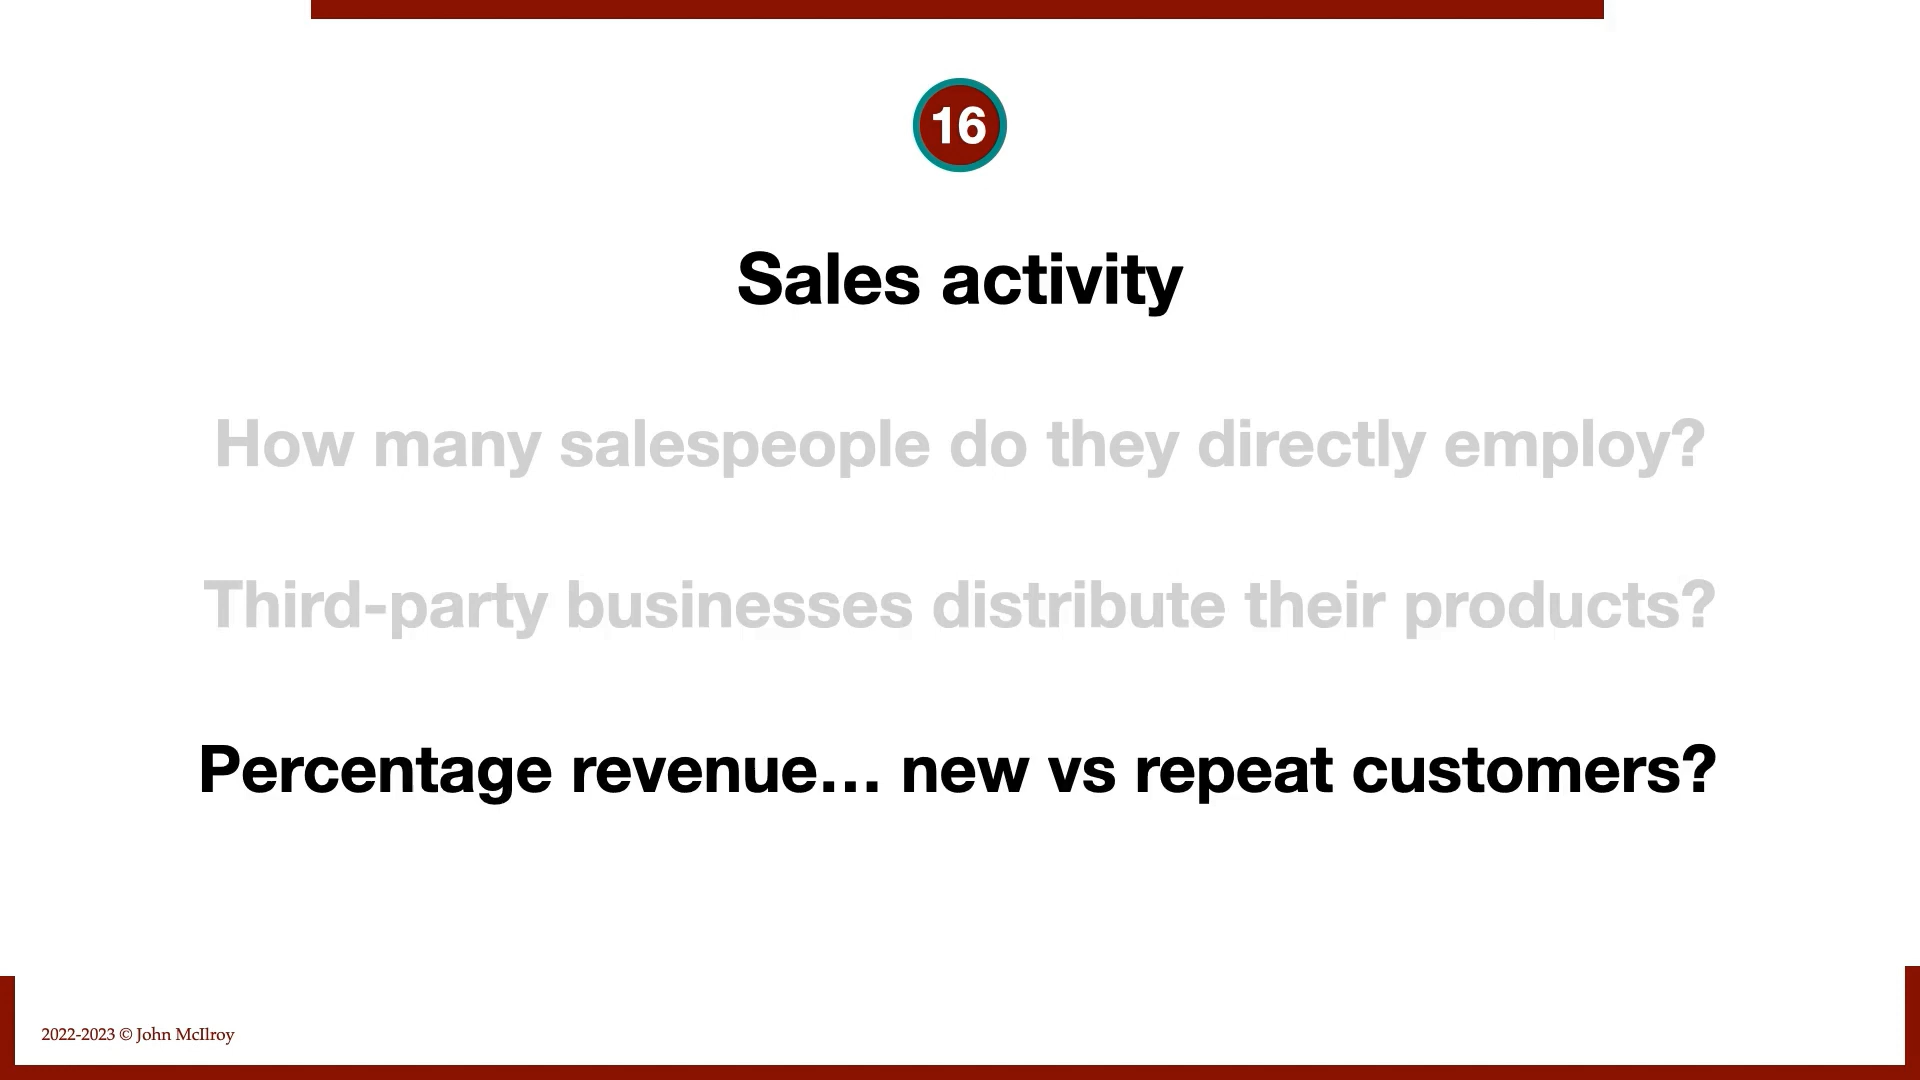 16
Sales activity
How many salespeople do they directly employ?
Third-party businesses distribute their products?
Percentage revenue… new vs repeat customers?
2022-2023 © John McIlroy